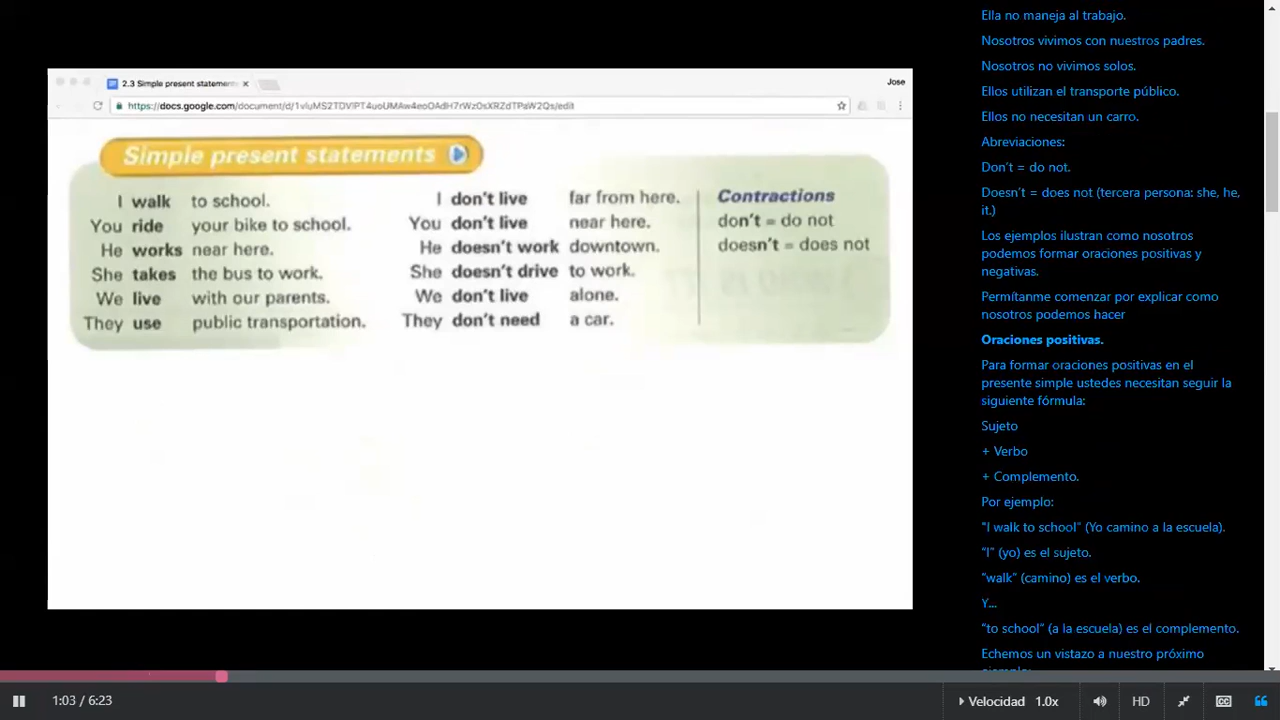 2.3 Simple present statement
Jose
https://docs.google.com/document/d/
Simple present statements
I walk to school.
You ride your bike to school.
He works near here.
She takes the bus to work.
We live with our parents.
They use public transportation.
I don't live far from here.
You don't live near here.
He doesn't work downtown.
She doesn't drive to work.
We don't live alone.
They don't need a car.
Contractions
don't = do not
doesn't = does not
Ella no maneja al trabajo.
Nosotros vivimos con nuestros padres.
Nosotros no vivimos solos.
Ellos utilizan el transporte público.
Ellos no necesitan un carro.
Abreviaciones:
Don't = do not.
Doesn't = does not (tercera persona: she, he,
it.)
Los ejemplos ilustran como nosotros
podemos formar oraciones positivas y
negativas.
Permítanme comenzar por explicar como
nosotros podemos hacer
Oraciones positivas.
Para formar oraciones positivas en el
presente simple ustedes necesitan seguir la
siguiente fórmula:
Sujeto
+ Verbo
+ Complemento.
Por ejemplo:
"I walk to school" (Yo camino a la escuela).
"I" (yo) es el sujeto.
"walk" (camino) es el verbo.
Y...
"to school" (a la escuela) es el complemento.
Echemos un vistazo a nuestro próximo
1:03 / 6:23
Velocidad 1.0x
HD
CC